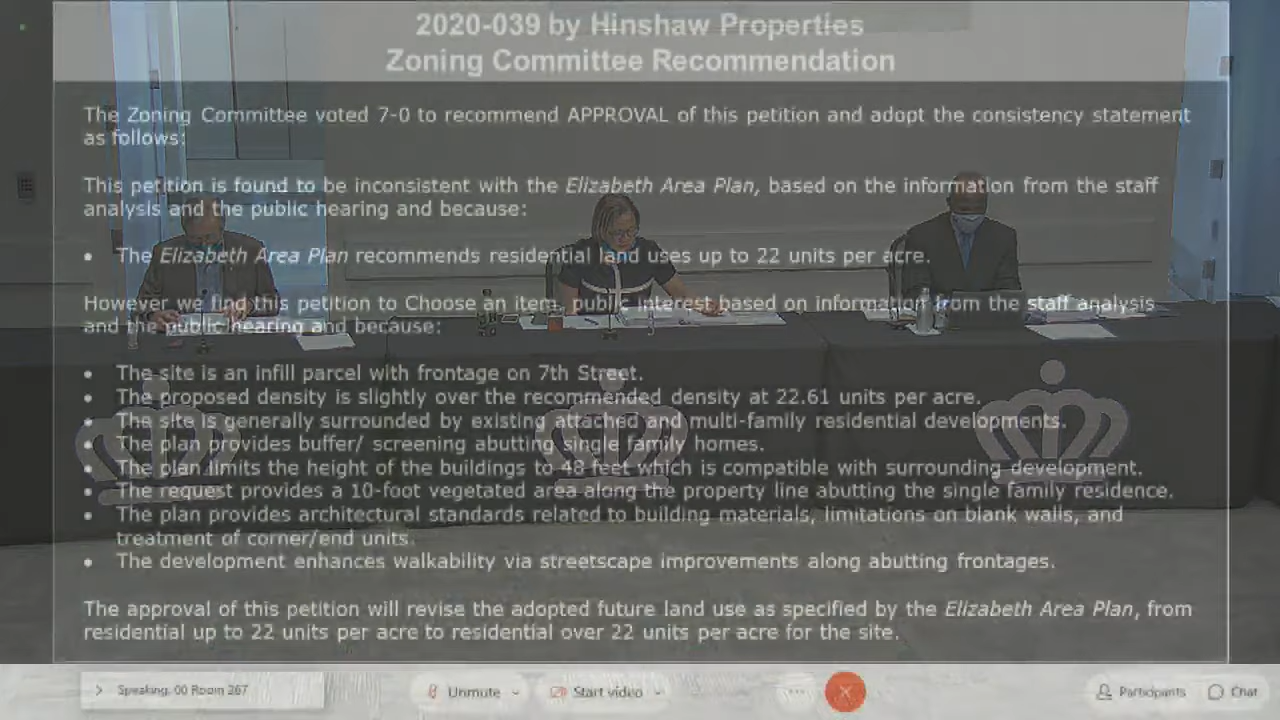 2020-039 by Hinshaw Properties
Zoning Committee Recommendation
The Zoning Committee voted 7-0 to recommend APPROVAL of this petition and adopt the consistency statement
as follows:
This petition is found to be inconsistent with the Elizabeth Area Plan, based on the information from the staff
analysis and the public hearing and because:
• The Elizabeth Area Plan recommends residential land uses up to 22 units per acre.
However we find this petition to Choose an item. public interest based on information from the staff analysis
and the public hearing and because:
• The site is an infill parcel with frontage on 7th Street.
• The proposed density is slightly over the recommended density at 22.61 units per acre.
• The site is generally surrounded by existing attached and multi-family residential developments.
• The plan provides buffer/ screening abutting single family homes.
• The plan limits the height of the buildings to 48 feet which is compatible with surrounding development.
• The request provides a 10-foot vegetated area along the property line abutting the single family residence.
• The plan provides architectural standards related to building materials, limitations on blank walls, and
treatment of corner/end units.
• The development enhances walkability via streetscape improvements along abutting frontages.
The approval of this petition will revise the adopted future land use as specified by the Elizabeth Area Plan, from
residential up to 22 units per acre to residential over 22 units per acre for the site.
Speaking: 00 Room 267 Unmute Start video Participants Chat